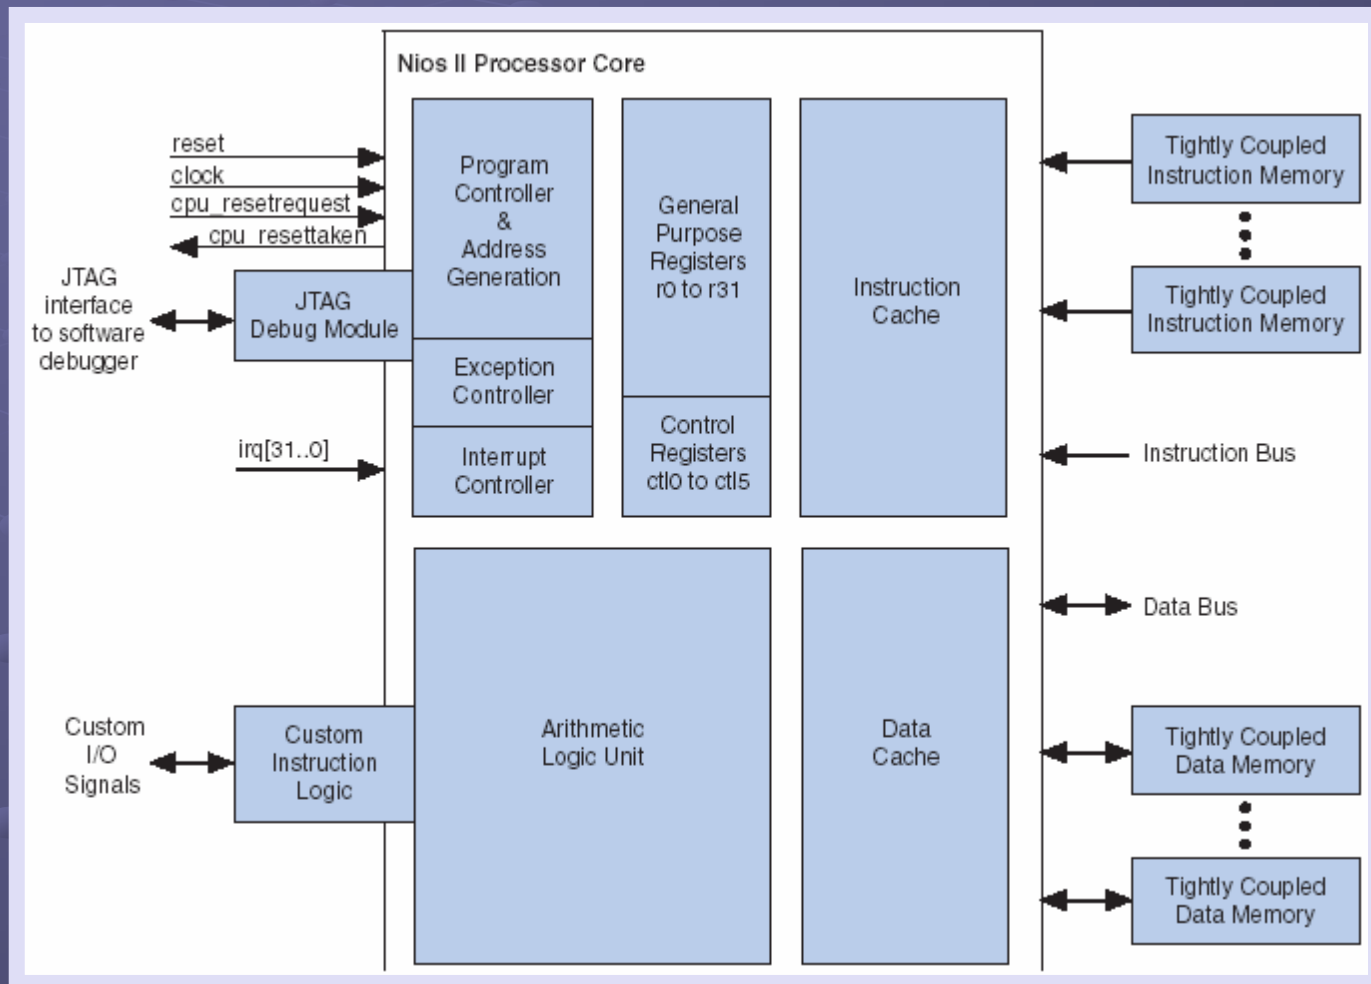 Nios II Processor Core
reset
clock
cpu_resetrequest
cpu_resettaken
JTAG
interface
to software
debugger
JTAG
Debug Module
irq[31..0]
Program
Controller
&
Address
Generation
Exception
Controller
Interrupt
Controller
General
Purpose
Registers
r0 to r31
Control
Registers
ctl0 to ctl5
Instruction
Cache
Tightly Coupled
Instruction Memory
Tightly Coupled
Instruction Memory
Instruction Bus
Data Bus
Custom
I/O
Signals
Custom
Instruction
Logic
Arithmetic
Logic Unit
Data
Cache
Tightly Coupled
Data Memory
Tightly Coupled
Data Memory